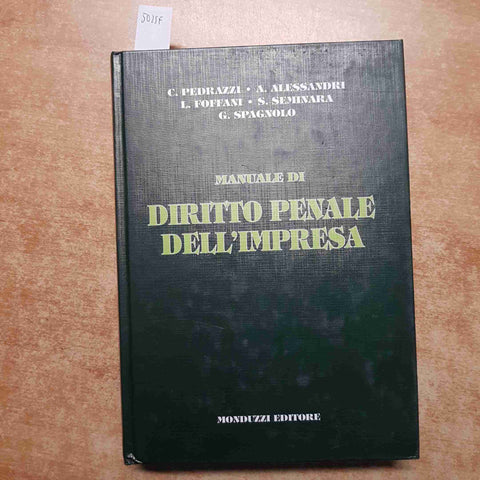 C. PEDRAZZI • A. ALESSANDRI
L. FOFFANI • S. SEMINARA
G. SPAGNOLO
MANUALE DI
DIRITTO PENALE
DELL'IMPRESA
MONDUZZI EDITORE